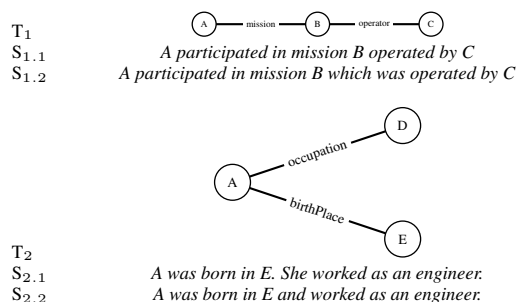 T1 A mission B operator C
S1.1 A participated in mission B operated by C
S1.2 A participated in mission B which was operated by C
D
occupation
A
birthPlace
E
T2
S2.1 A was born in E. She worked as an engineer.
S2.2 A was born in E and worked as an engineer.